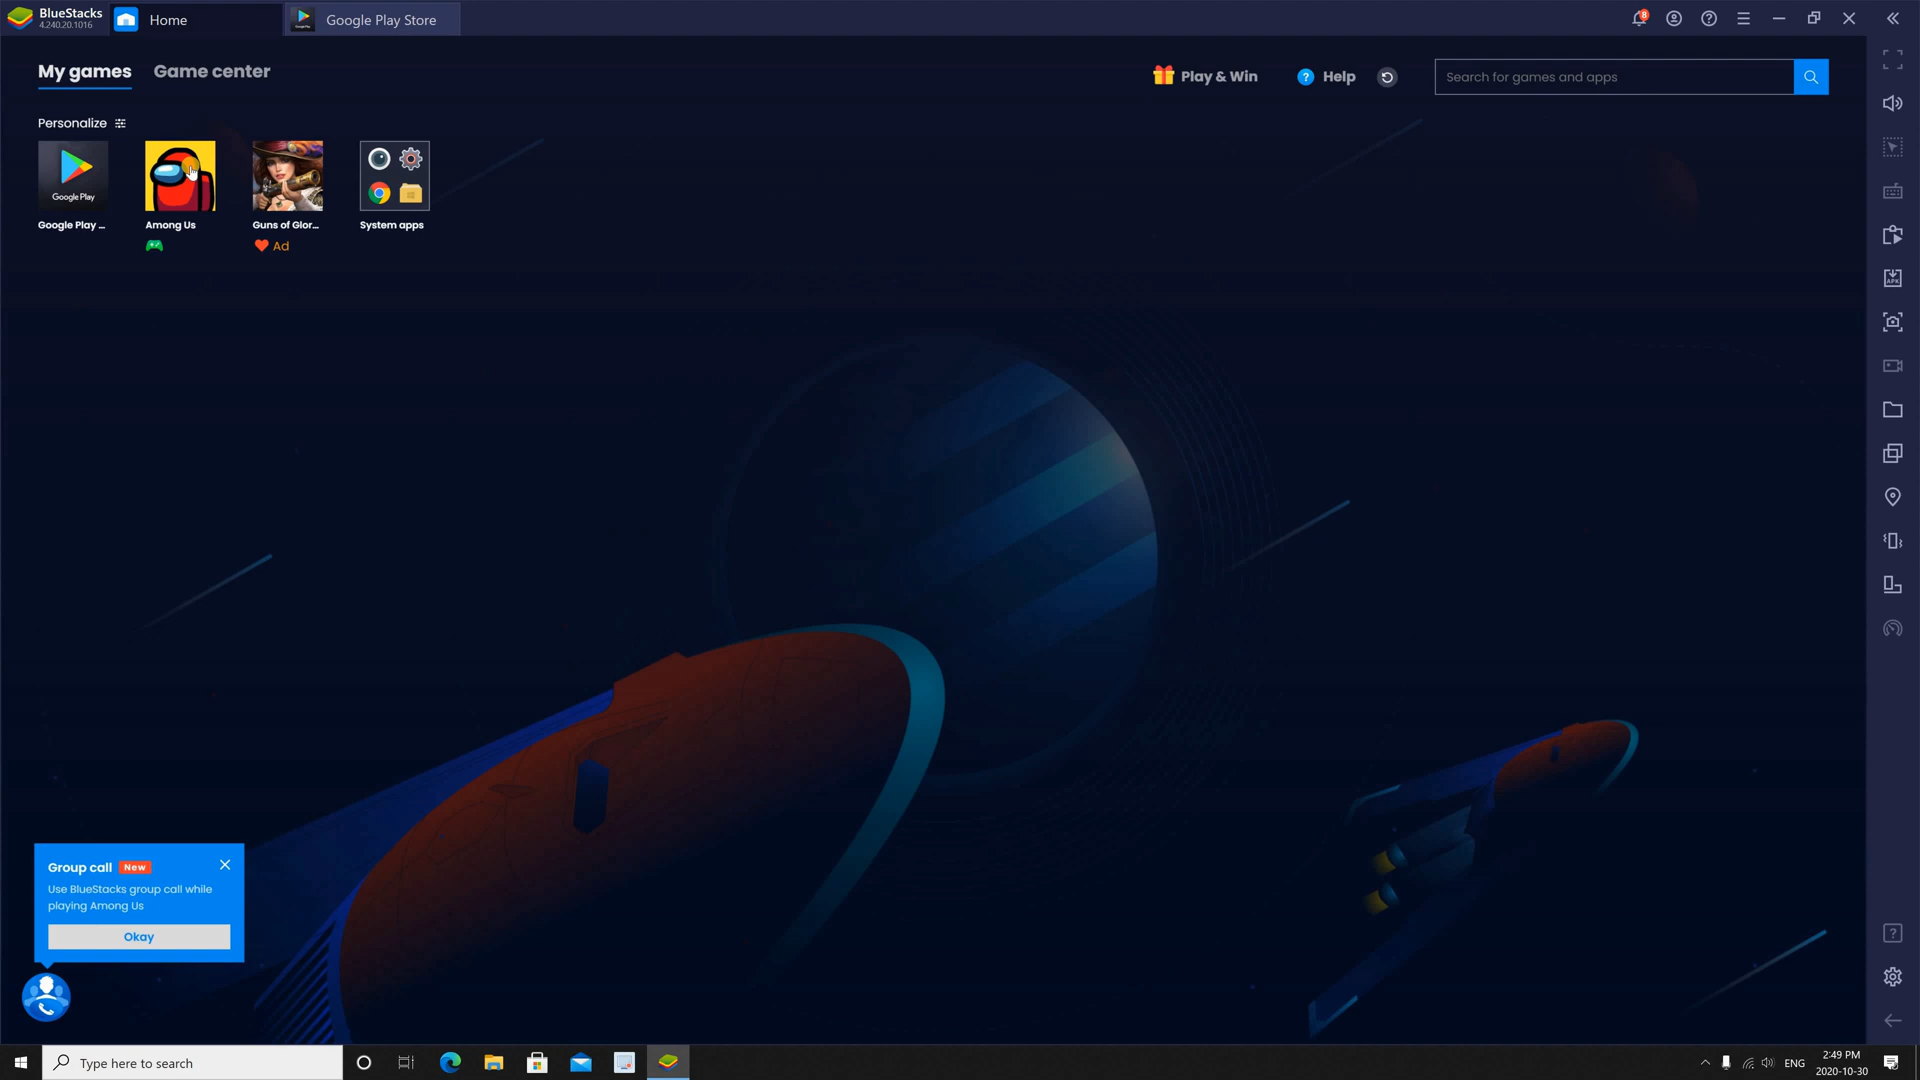 BlueStacks
4.240.20.1016
Home
Google Play Store
8
My games
Game center
Play & Win
? Help
Search for games and apps
Personalize
Google Play
Google Play ...
Among Us
Guns of Glor...
Ad
System apps
APK
Group call New
Use BlueStacks group call while
playing Among Us
Okay
Type here to search
ENG
2:49 PM
2020-10-30